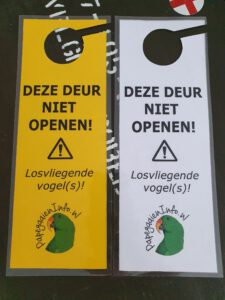 DEZE DEUR
NIET
OPENEN!
Losvliegende
vogel(s)!
PapegaaienInfo.nl
DEZE DEUR
NIET
OPENEN!
Losvliegende
vogel(s)!
PapegaaienInfo.nl